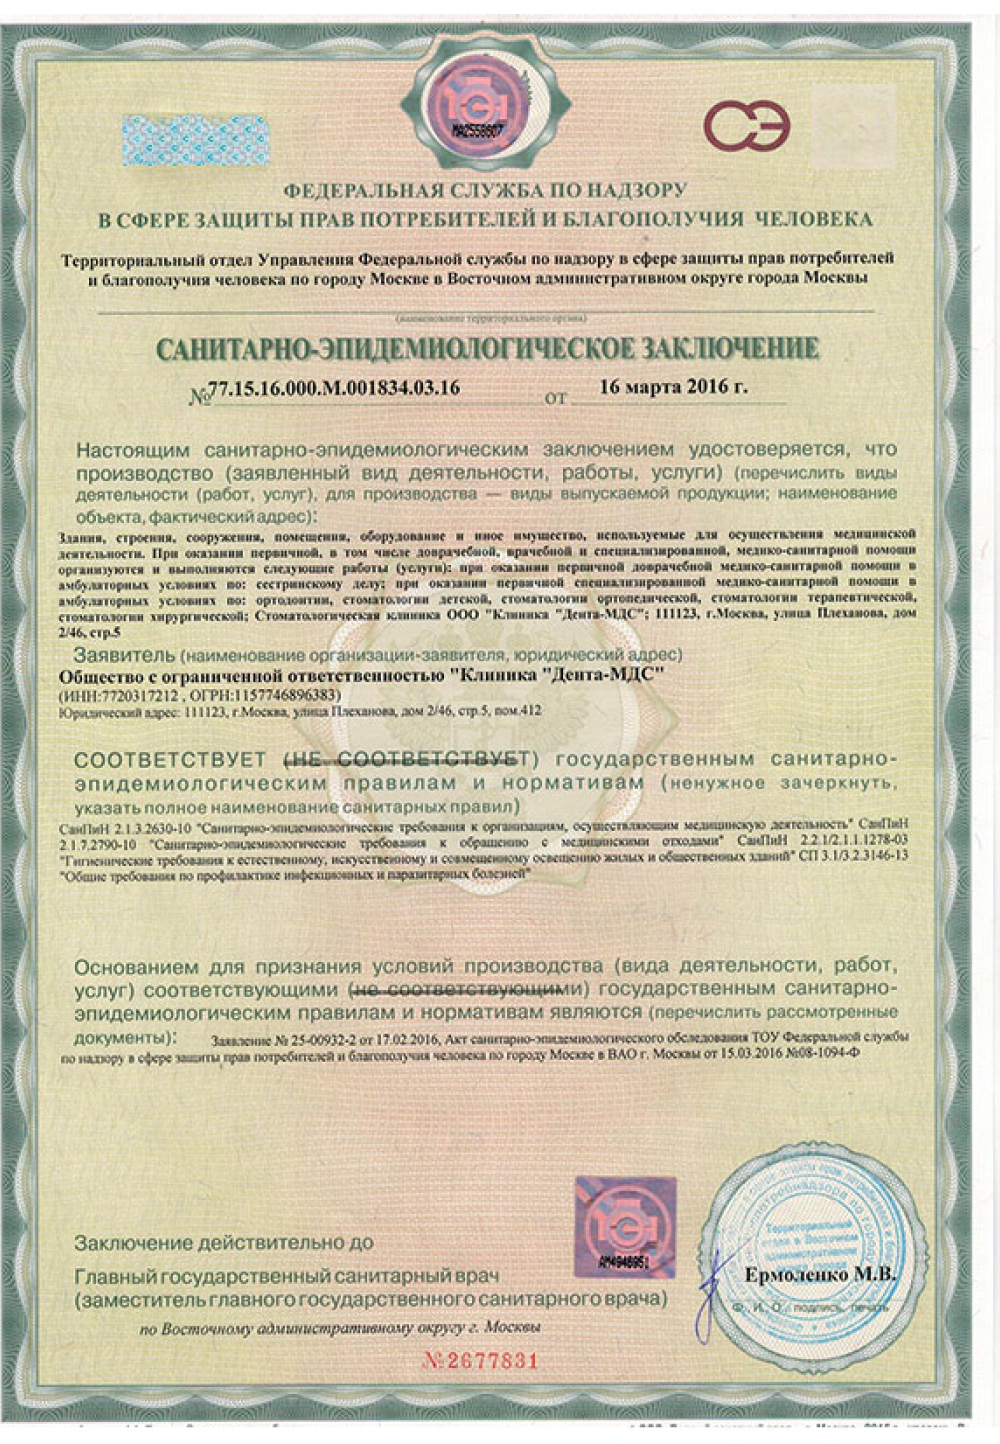 МА2558607
СЭ
ФЕДЕРАЛЬНАЯ СЛУЖБА ПО НАДЗОРУ
В СФЕРЕ ЗАЩИТЫ ПРАВ ПОТРЕБИТЕЛЕЙ И БЛАГОПОЛУЧИЯ ЧЕЛОВЕКА
Территориальный отдел Управления Федеральной службы по надзору в сфере защиты прав потребителей
и благополучия человека по городу Москве в Восточном административном округе города Москвы
(наименование территориального органа)
САНИТАРНО-ЭПИДЕМИОЛОГИЧЕСКОЕ ЗАКЛЮЧЕНИЕ
№77.15.16.000.М.001834.03.16 от 16 марта 2016 г.
Настоящим санитарно-эпидемиологическим заключением удостоверяется, что
производство (заявленный вид деятельности, работы, услуги) (перечислить виды
деятельности (работ, услуг), для производства — виды выпускаемой продукции; наименование
объекта, фактический адрес):
Здания, строения, сооружения, помещения, оборудование и иное имущество, используемые для осуществления медицинской
деятельности. При оказании первичной, в том числе доврачебной, врачебной и специализированной, медико-санитарной помощи
организуются и выполняются следующие работы (услуги): при оказании первичной доврачебной медико-санитарной помощи в
амбулаторных условиях по: сестринскому делу; при оказании первичной специализированной медико-санитарной помощи в
амбулаторных условиях по: ортодонтии, стоматологии детской, стоматологии ортопедической, стоматологии терапевтической,
стоматологии хирургической; Стоматологическая клиника ООО "Клиника "Дента-МДС"; 111123, г.Москва, улица Плеханова, дом
2/46, стр.5
Заявитель (наименование организации-заявителя, юридический адрес)
Общество с ограниченной ответственностью "Клиника "Дента-МДС"
(ИНН:7720317212 , ОГРН:1157746896383)
Юридический адрес: 111123, г.Москва, улица Плеханова, дом 2/46, стр.5, пом.412
СООТВЕТСТВУЕТ (НЕ СООТВЕТСТВУЕТ) государственным санитарно-
эпидемиологическим правилам и нормативам (ненужное зачеркнуть,
указать полное наименование санитарных правил)
СанПиН 2.1.3.2630-10 "Санитарно-эпидемиологические требования к организациям, осуществляющим медицинскую деятельность" СанПиН
2.1.7.2790-10 "Санитарно-эпидемиологические требования к обращению с медицинскими отходами" СанПиН 2.2.1/2.1.1.1278-03
"Гигиенические требования к естественному, искусственному и совмещенному освещению жилых и общественных зданий" СП 3.1/3.2.3146-13
"Общие требования по профилактике инфекционных и паразитарных болезней"
Основанием для признания условий производства (вида деятельности, работ,
услуг) соответствующими (не соответствующими) государственным санитарно-
эпидемиологическим правилам и нормативам являются (перечислить рассмотренные
документы): Заявление № 25-00932-2 от 17.02.2016, Акт санитарно-эпидемиологического обследования ТОУ Федеральной службы
по надзору в сфере защиты прав потребителей и благополучия человека по городу Москве в ВАО г. Москвы от 15.03.2016 №08-1094-Ф
АМ4946951
Заключение действительно до
Главный государственный санитарный врач
(заместитель главного государственного санитарного врача)
Ермоленко М.В.
Ф., И. О., подпись, печать
по Восточному административному округу г. Москвы
№2677831